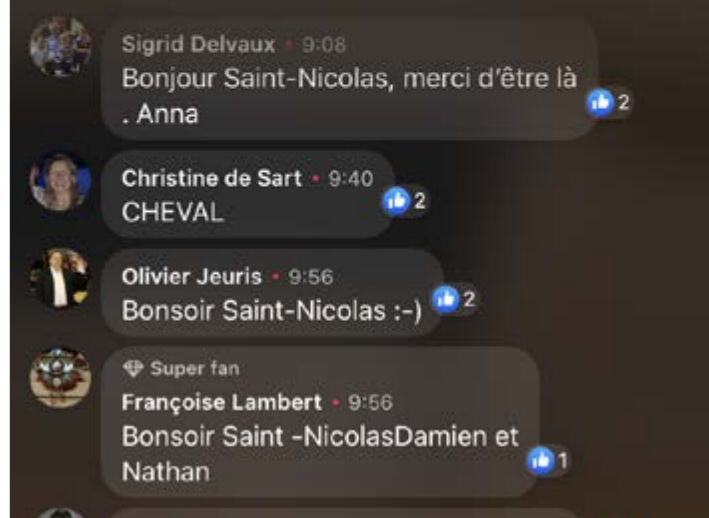 Sigrid Delvaux • 9:08
Bonjour Saint-Nicolas, merci d'être là
. Anna
2
Christine de Sart • 9:40
CHEVAL
2
Olivier Jeuris • 9:56
Bonsoir Saint-Nicolas :-)
2
Super fan
Françoise Lambert • 9:56
Bonsoir Saint -NicolasDamien et
Nathan
1